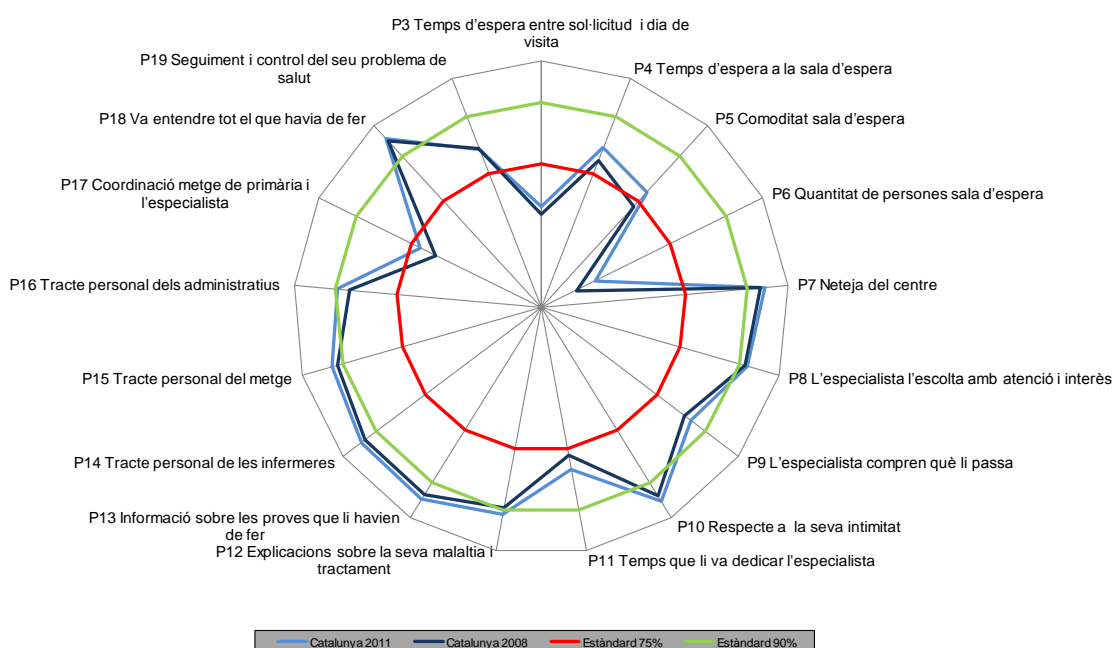 P3 Temps d'espera entre sol·licitud i dia de
visita
P4 Temps d'espera a la sala d'espera
P5 Comoditat sala d'espera
P6 Quantitat de persones sala d'espera
P7 Neteja del centre
P8 L'especialista l'escolta amb atenció i interès
P9 L'especialista compren què li passa
P10 Respecte a la seva intimitat
P11 Temps que li va dedicar l'especialista
P12 Explicacions sobre la seva malaltia i
tractament
P13 Informació sobre les proves que li havien
de fer
P14 Tracte personal de les infermeres
P15 Tracte personal del metge
P16 Tracte personal dels administratius
P17 Coordinació metge de primària i
l'especialista
P18 Va entendre tot el que havia de fer
P19 Seguiment i control del seu problema de
salut
Catalunya 2011 Catalunya 2008 Estàndard 75% Estàndard 90%